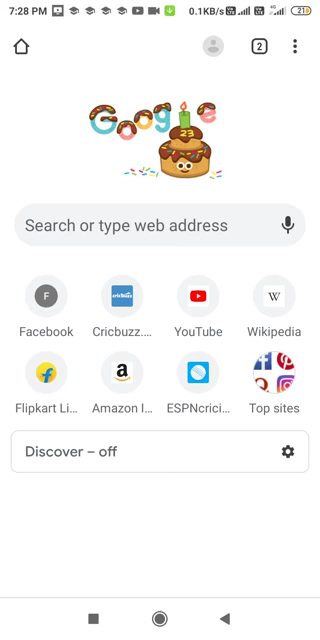 7:28 PM
0.1KB/s
4G
21
2
Google
23
Search or type web address
F
cricbuzz
W
Facebook
Cricbuzz....
YouTube
Wikipedia
a
Flipkart Li...
Amazon I...
ESPNcrici...
Top sites
Discover – off